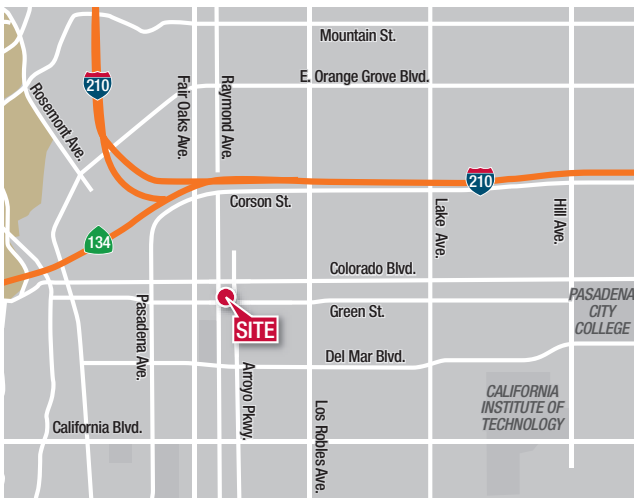 Mountain St.
E. Orange Grove Blvd.
210
Rosemont Ave.
Fair Oaks Ave.
Raymond Ave.
210
Corson St.
Lake Ave.
Hill Ave.
134
Colorado Blvd.
PASADENA
CITY
COLLEGE
Green St.
SITE
Pasadena Ave.
Del Mar Blvd.
Arroyo Pkwy.
CALIFORNIA
INSTITUTE OF
TECHNOLOGY
Los Robles Ave.
California Blvd.